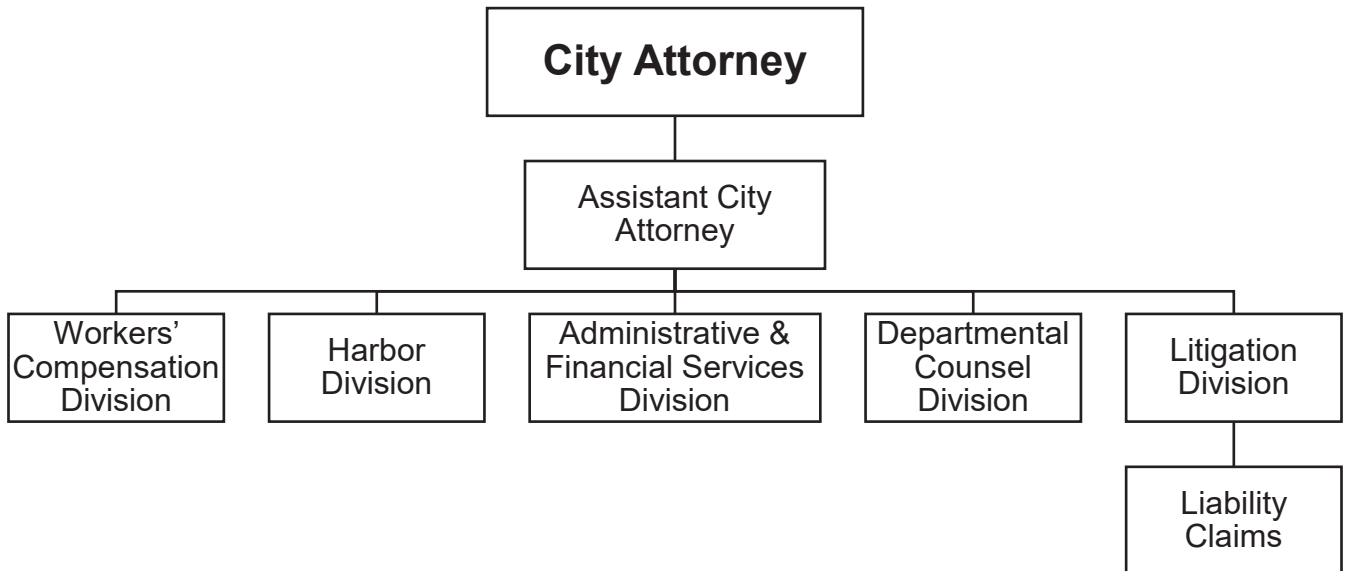 City Attorney
Assistant City
Attorney
Workers’
Compensation
Division
Harbor
Division
Administrative &
Financial Services
Division
Departmental
Counsel
Division
Litigation
Division
Liability
Claims